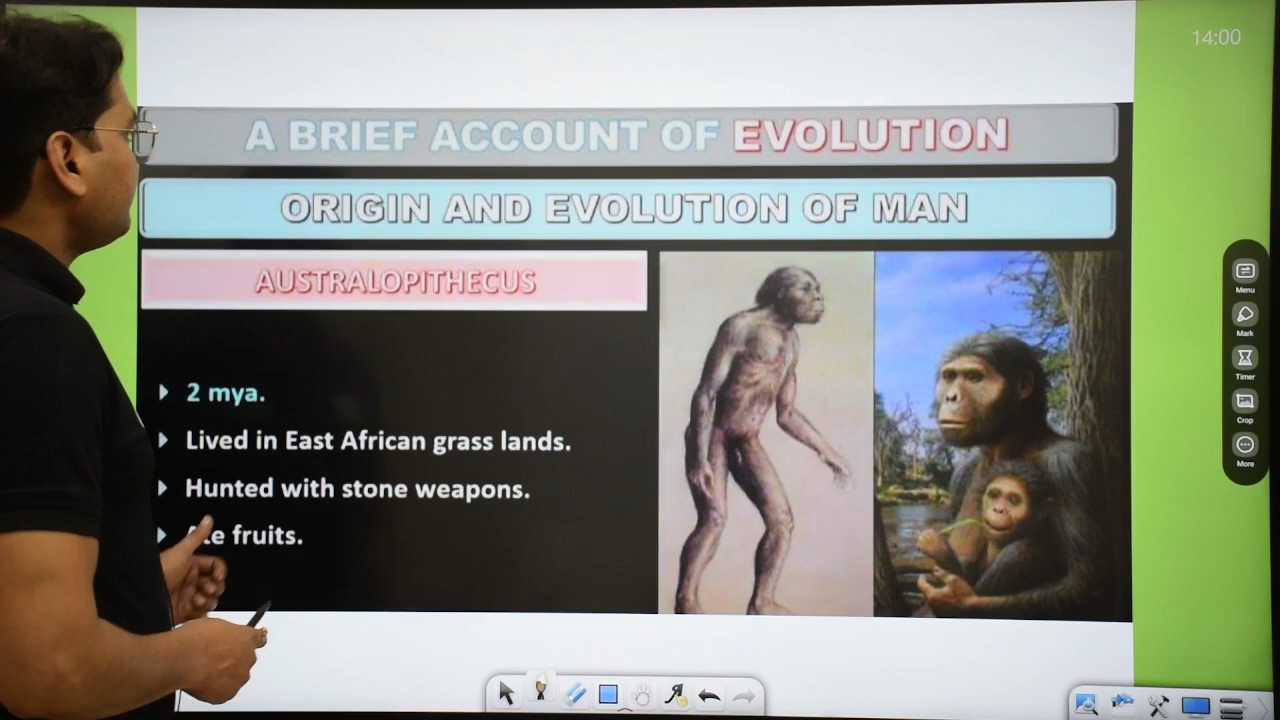 14:00
A BRIEF ACCOUNT OF EVOLUTION
ORIGIN AND EVOLUTION OF MAN
AUSTRALOPITHECUS
2 mya.
Lived in East African grass lands.
Hunted with stone weapons.
fruits.
Menu
Mark
Timer
Crop
More